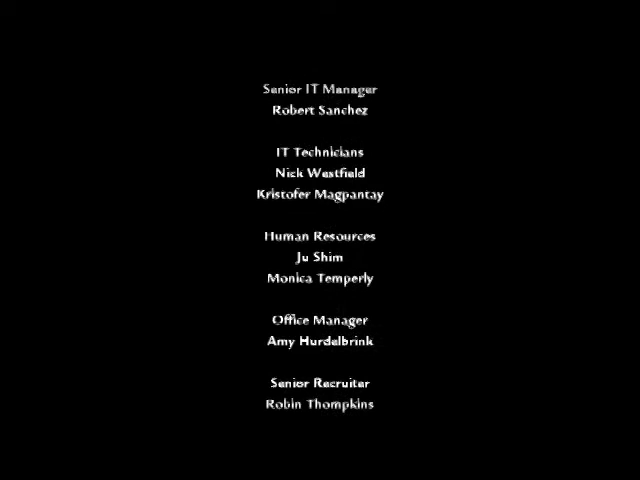 Senior IT Manager
Robert Sanchez
IT Technicians
Nick Westfield
Kristofer Magpantay
Human Resources
Ju Shim
Monica Temperly
Office Manager
Amy Hurdelbrink
Senior Recruiter
Robin Thompkins